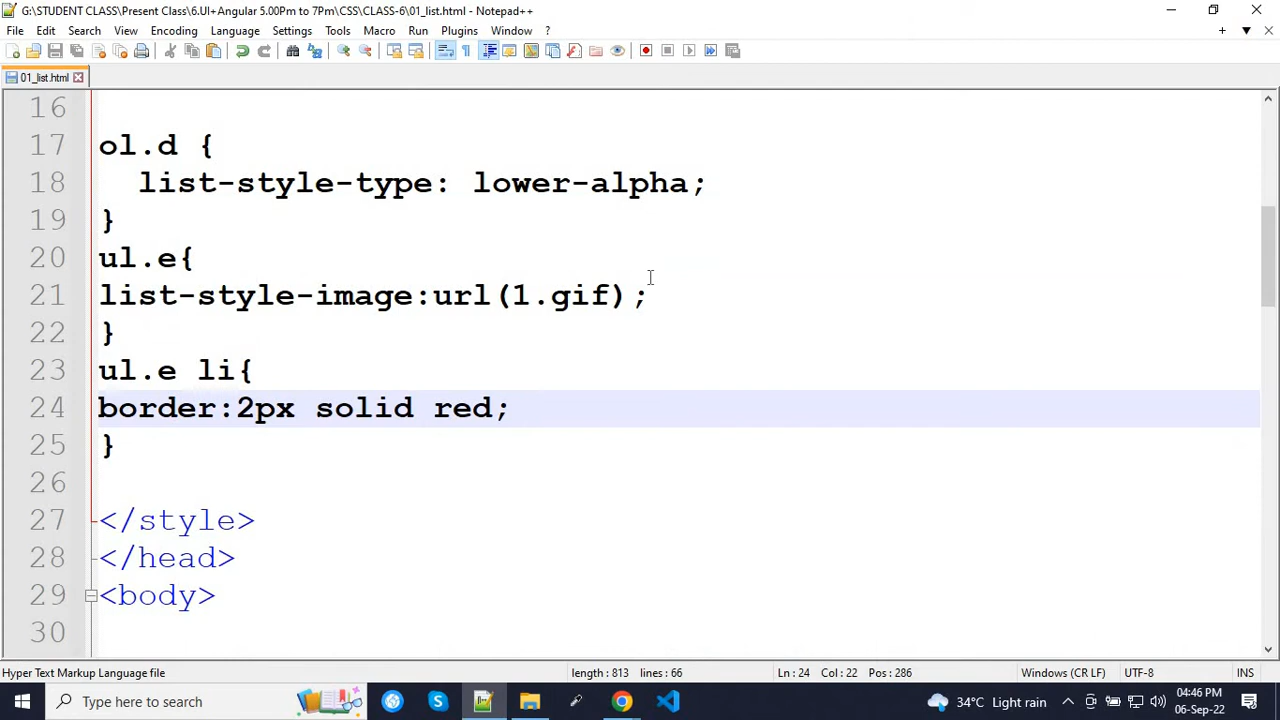 G:\STUDENT CLASS\Present Class\6.UI+Angular 5.00Pm to 7Pm\CSS\CLASS-6\01_list.html - Notepad++
File Edit Search View Encoding Language Settings Tools Macro Run Plugins Window ?
01_list.html
16
17 ol.d {
18 list-style-type: lower-alpha;
19 }
20 ul.e{
21 list-style-image:url(1.gif);
22 }
23 ul.e li{
24 border:2px solid red;
25 }
26
27 </style>
28 </head>
29 <body>
30
Hyper Text Markup Language file length : 813 lines : 66 Ln : 24 Col : 22 Pos : 286 Windows (CR LF) UTF-8 INS
Type here to search 34°C Light rain 04:46 PM
06-Sep-22